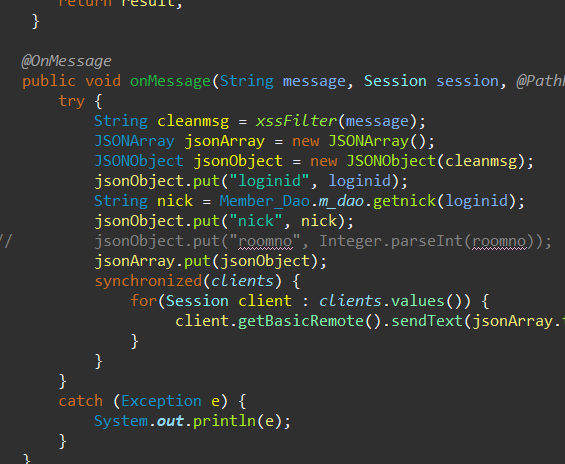 return result;
}
@OnMessage
public void onMessage(String message, Session session,
try {
String cleanmsg = xssFilter(message);
JSONArray jsonArray = new JSONArray();
JSONObject jsonObject = new JSONObject(cleanmsg);
jsonObject.put("loginid", loginid);
String nick = Member_Dao.m_dao.getnick(loginid);
jsonObject.put("nick", nick);
// jsonObject.put("roomno", Integer.parseInt(roomno));
jsonArray.put(jsonObject);
synchronized(clients) {
for(Session client : clients.values()) {
client.getBasicRemote().sendText(jsonArray.
}
}
}
catch (Exception e) {
System.out.println(e);
}
}